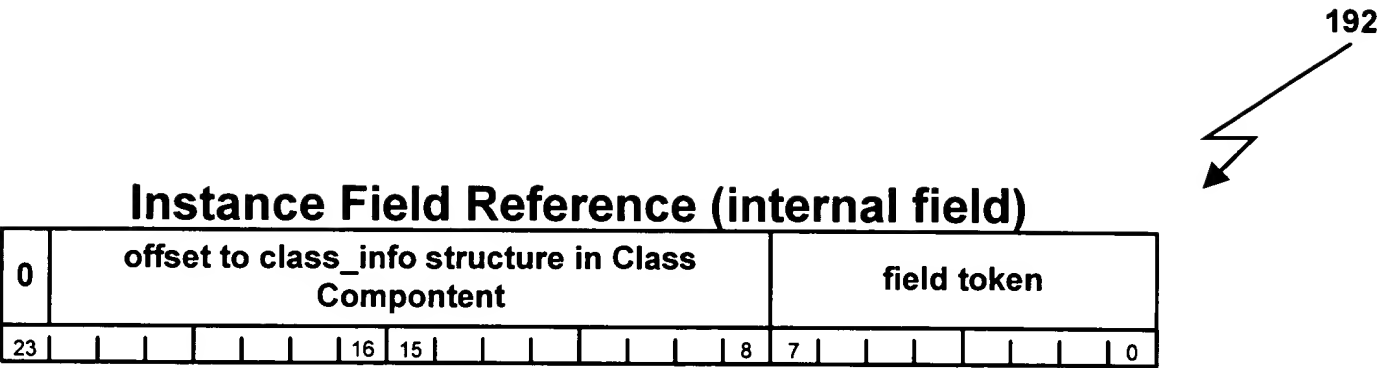 192
Instance Field Reference (internal field)
0
offset to class_info structure in Class
Compontent
field token
23 16 15 8 7 0